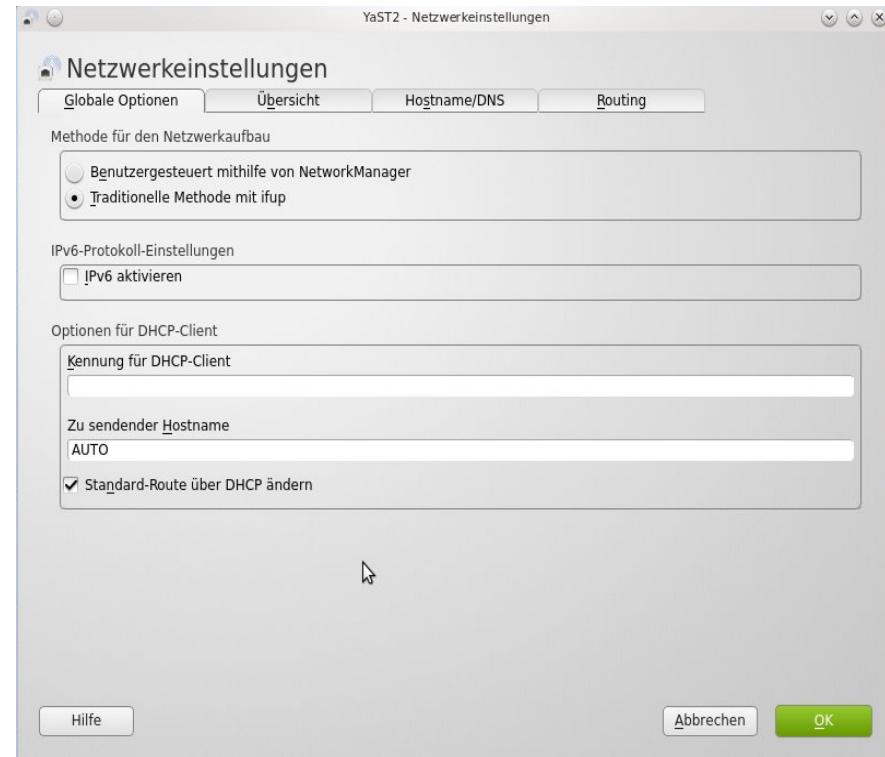 YaST2 - Netzwerkeinstellungen
Netzwerkeinstellungen
Globale Optionen
Übersicht
Hostname/DNS
Routing
Methode für den Netzwerkaufbau
Benutzergesteuert mithilfe von NetworkManager
Traditionelle Methode mit ifup
IPv6-Protokoll-Einstellungen
IPv6 aktivieren
Optionen für DHCP-Client
Kennung für DHCP-Client
Zu sendender Hostname
AUTO
Standard-Route über DHCP ändern
Hilfe
Abbrechen
OK